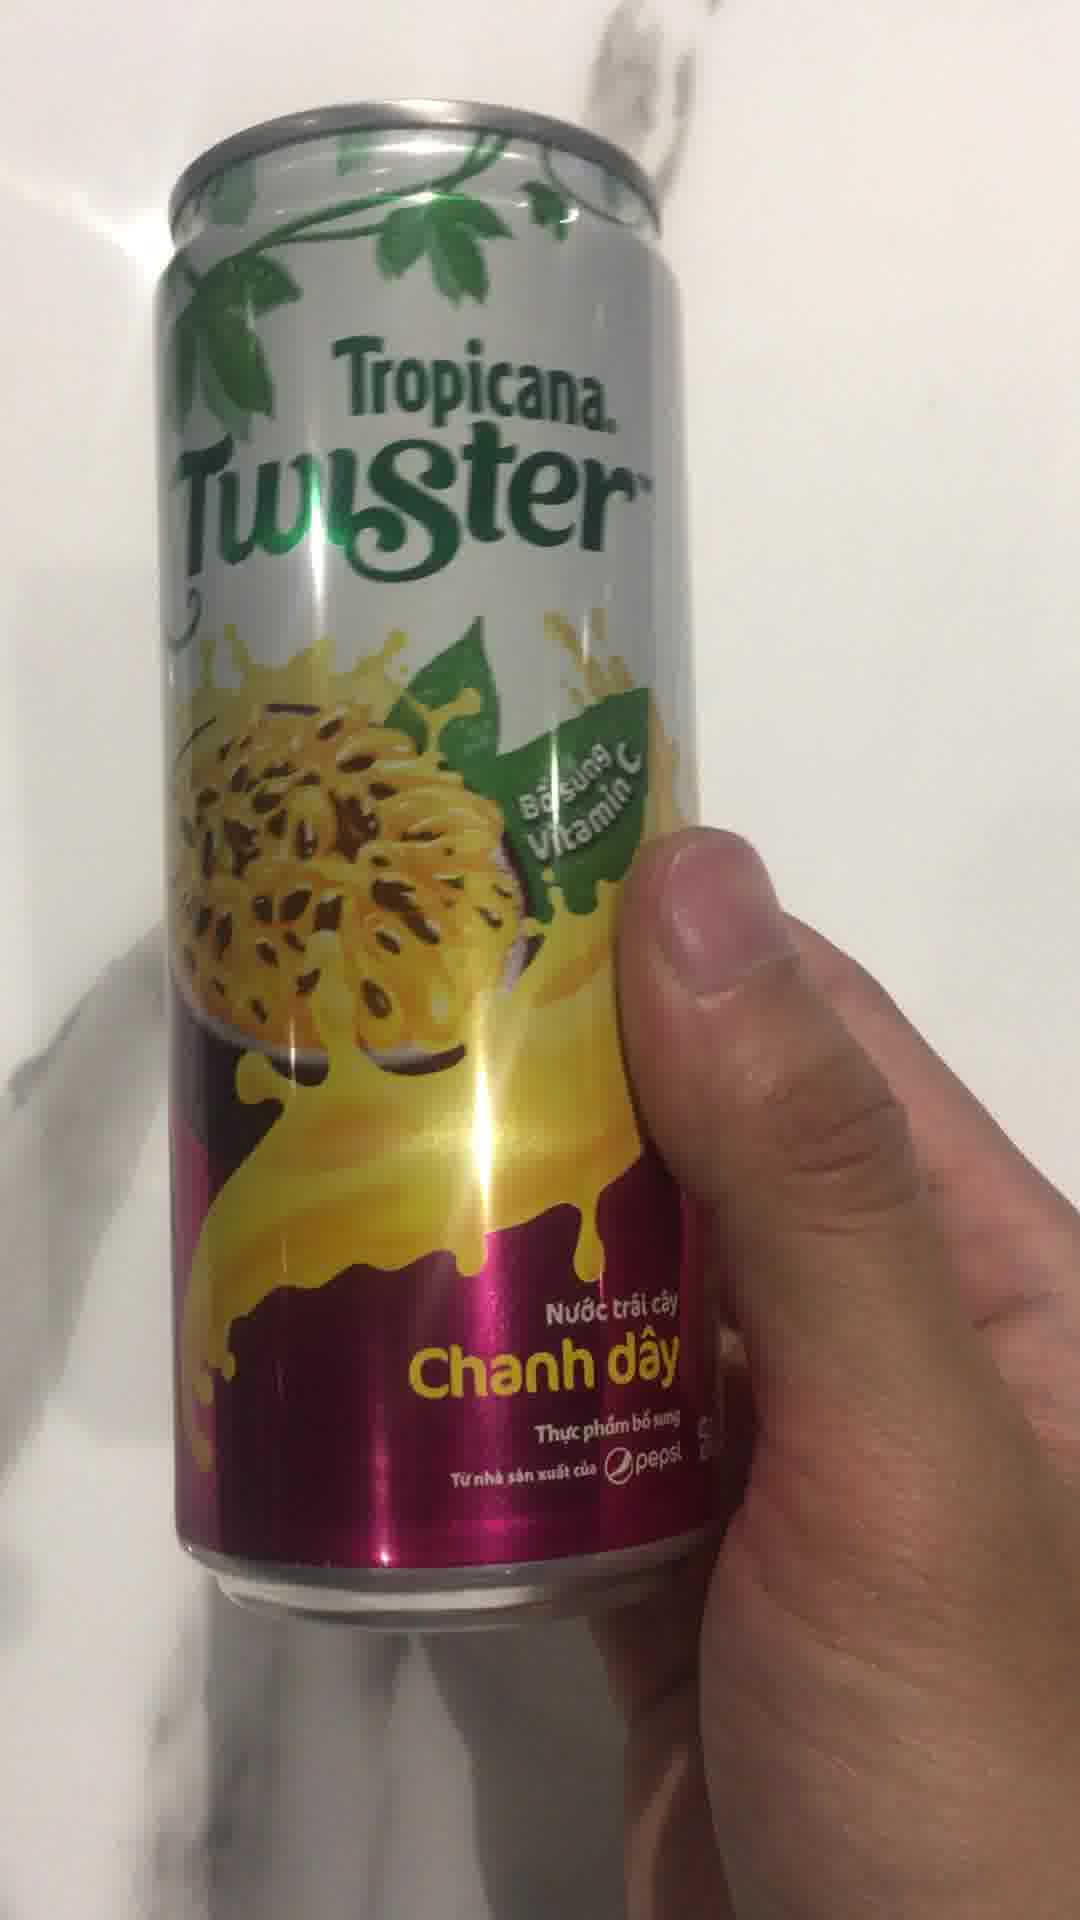 Tropicana
Twister™
Bổ sung
Vitamin C
Nước trái cây
Chanh dây
Thực phẩm bổ sung
Từ nhà sản xuất của pepsi